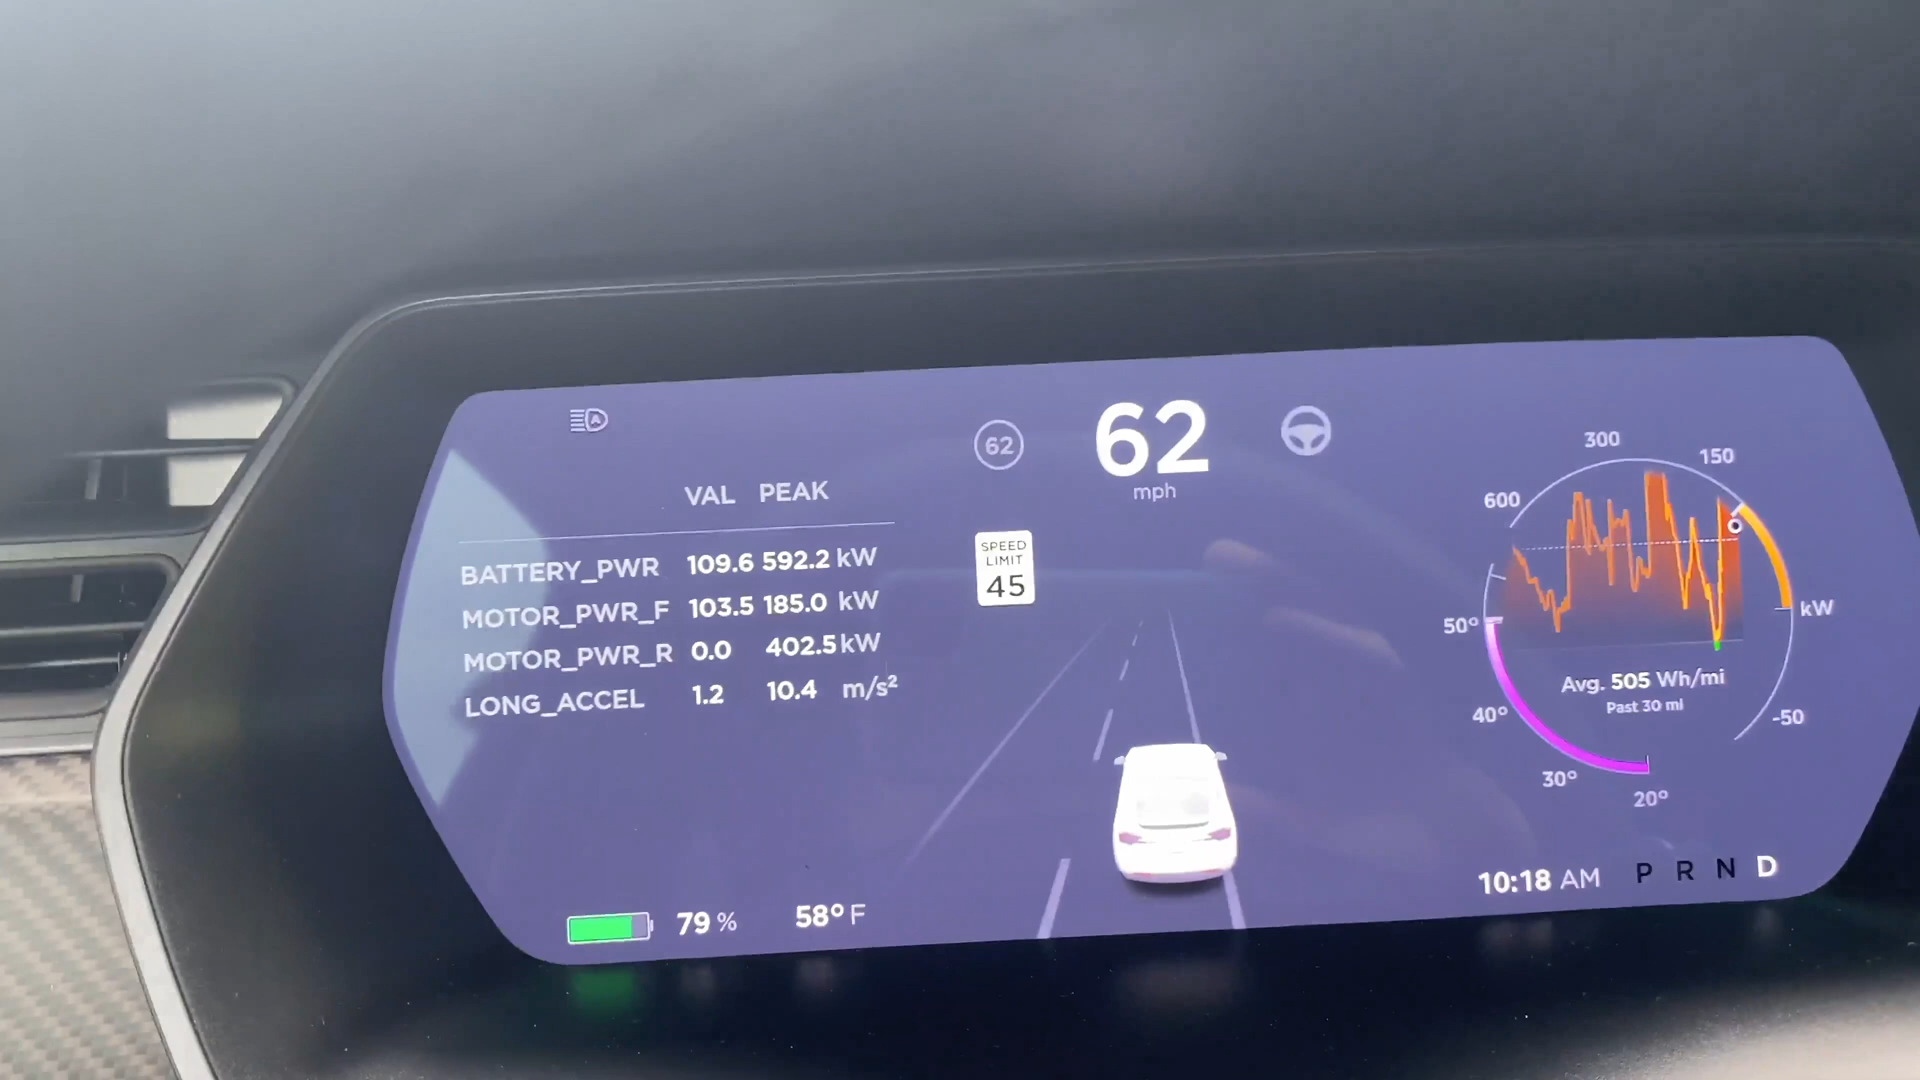 A
62
62
mph
VAL PEAK
BATTERY_PWR 109.6 592.2 kW
MOTOR_PWR_F 103.5 185.0 kW
MOTOR_PWR_R 0.0 402.5 kW
LONG_ACCEL 1.2 10.4 m/s²
SPEED
LIMIT
45
300
150
600
kW
50°
Avg. 505 Wh/mi
Past 30 mi
40°
-50
30°
20°
79 %
58° F
10:18 AM
P R N D